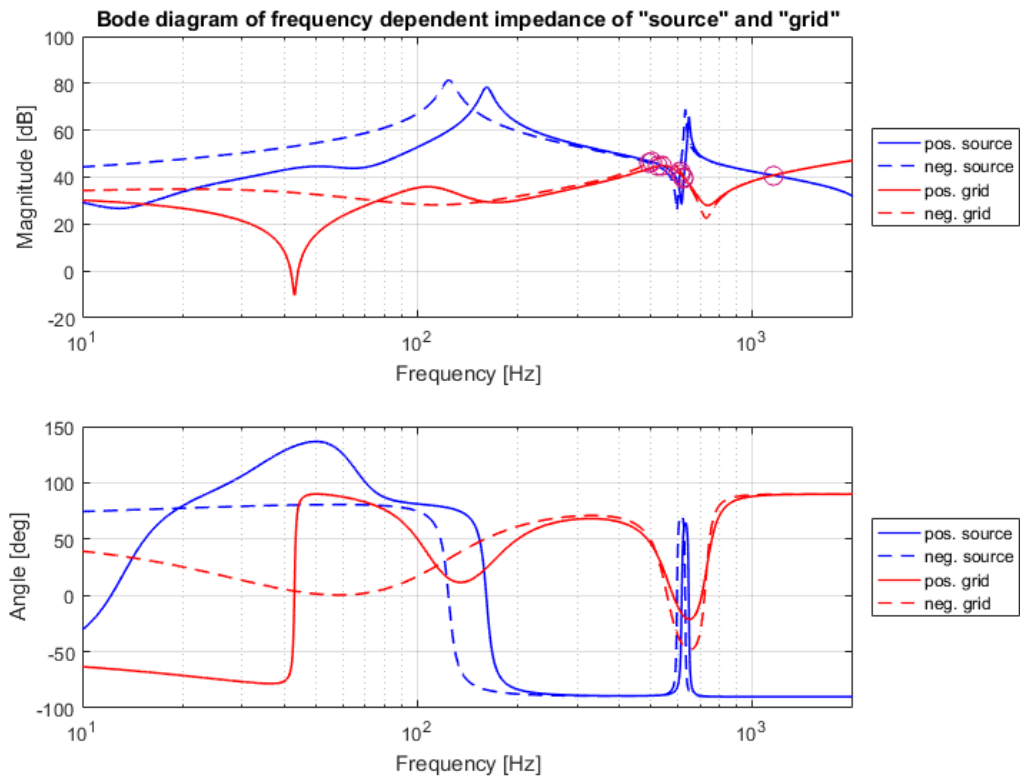 Bode diagram of frequency dependent impedance of "source" and "grid"
Magnitude [dB]
100
80
60
40
20
0
-20
10^1
10^2
10^3
Frequency [Hz]
pos. source
neg. source
pos. grid
neg. grid
Angle [deg]
150
100
50
0
-50
-100
10^1
10^2
10^3
Frequency [Hz]
pos. source
neg. source
pos. grid
neg. grid